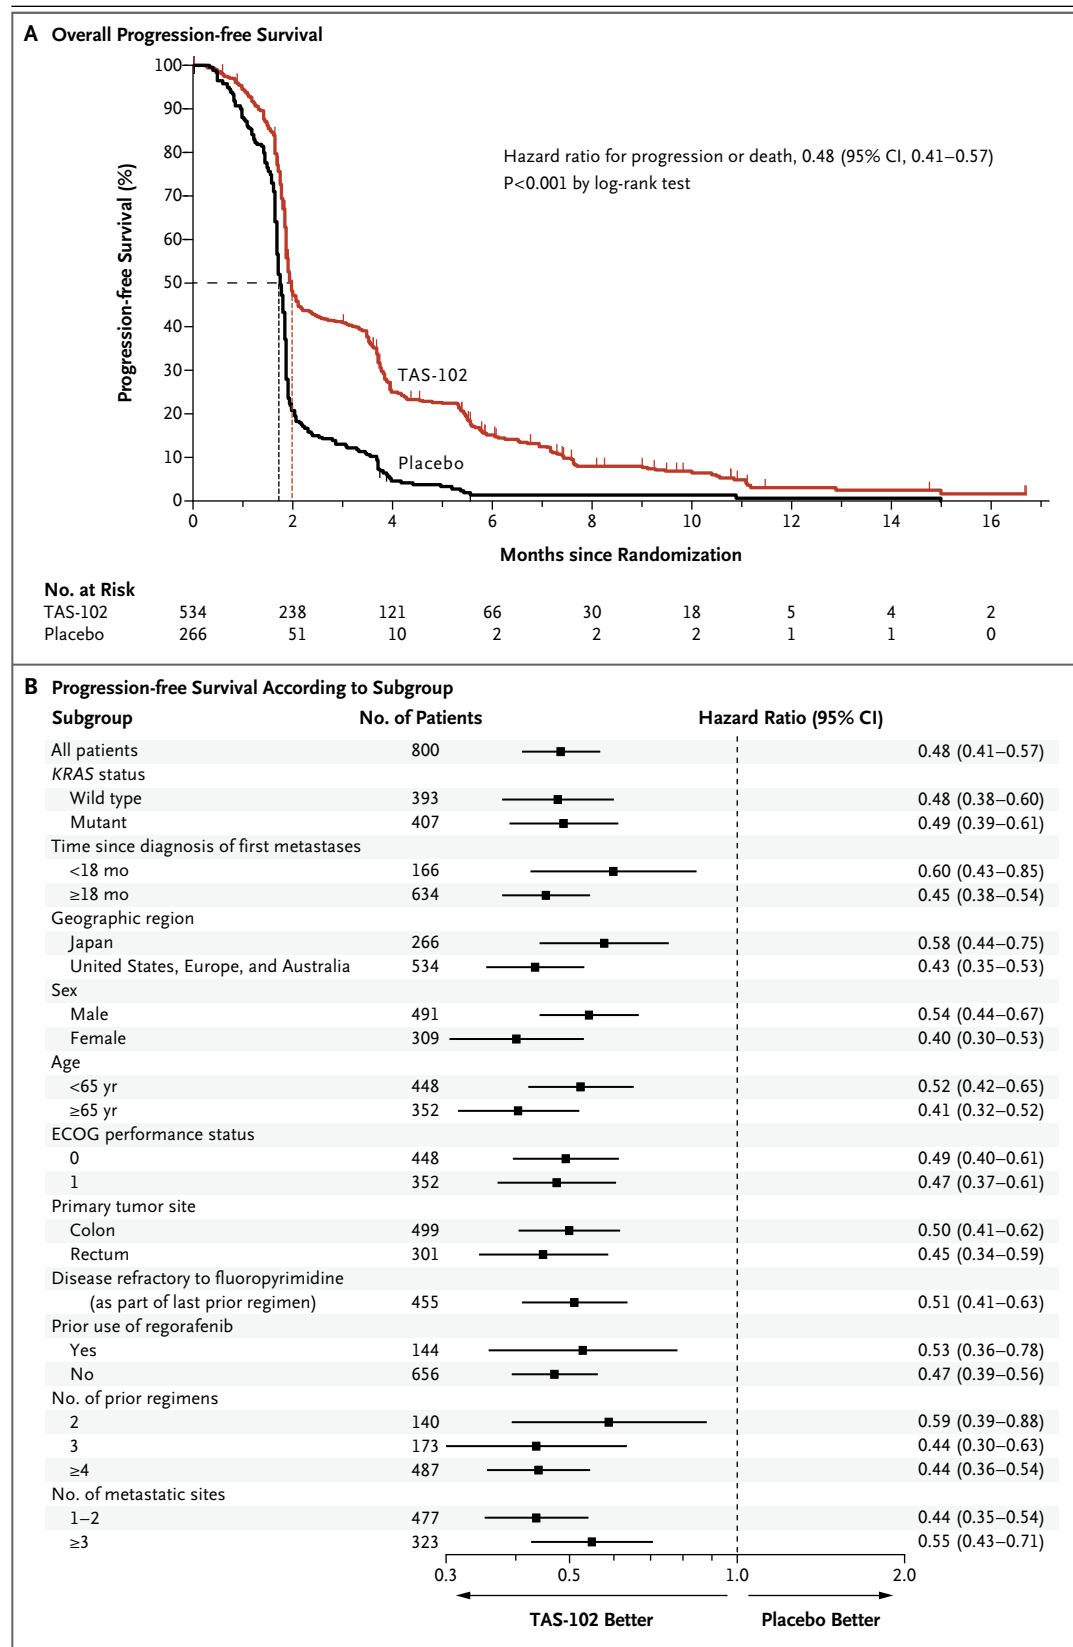 A Overall Progression-free Survival
100
90
80
70
60
50
40
30
20
10
0
Progression-free Survival (%)
Hazard ratio for progression or death, 0.48 (95% CI, 0.41–0.57)
P<0.001 by log-rank test
TAS-102
Placebo
0 2 4 6 8 10 12 14 16
Months since Randomization
No. at Risk
TAS-102 534 238 121 66 30 18 5 4 2
Placebo 266 51 10 2 2 2 1 1 0
B Progression-free Survival According to Subgroup
Subgroup No. of Patients Hazard Ratio (95% CI)
All patients 800 0.48 (0.41–0.57)
KRAS status
Wild type 393 0.48 (0.38–0.60)
Mutant 407 0.49 (0.39–0.61)
Time since diagnosis of first metastases
<18 mo 166 0.60 (0.43–0.85)
≥18 mo 634 0.45 (0.38–0.54)
Geographic region
Japan 266 0.58 (0.44–0.75)
United States, Europe, and Australia 534 0.43 (0.35–0.53)
Sex
Male 491 0.54 (0.44–0.67)
Female 309 0.40 (0.30–0.53)
Age
<65 yr 448 0.52 (0.42–0.65)
≥65 yr 352 0.41 (0.32–0.52)
ECOG performance status
0 448 0.49 (0.40–0.61)
1 352 0.47 (0.37–0.61)
Primary tumor site
Colon 499 0.50 (0.41–0.62)
Rectum 301 0.45 (0.34–0.59)
Disease refractory to fluoropyrimidine
(as part of last prior regimen) 455 0.51 (0.41–0.63)
Prior use of regorafenib
Yes 144 0.53 (0.36–0.78)
No 656 0.47 (0.39–0.56)
No. of prior regimens
2 140 0.59 (0.39–0.88)
3 173 0.44 (0.30–0.63)
≥4 487 0.44 (0.36–0.54)
No. of metastatic sites
1–2 477 0.44 (0.35–0.54)
≥3 323 0.55 (0.43–0.71)
0.3 0.5 1.0 2.0
TAS-102 Better Placebo Better